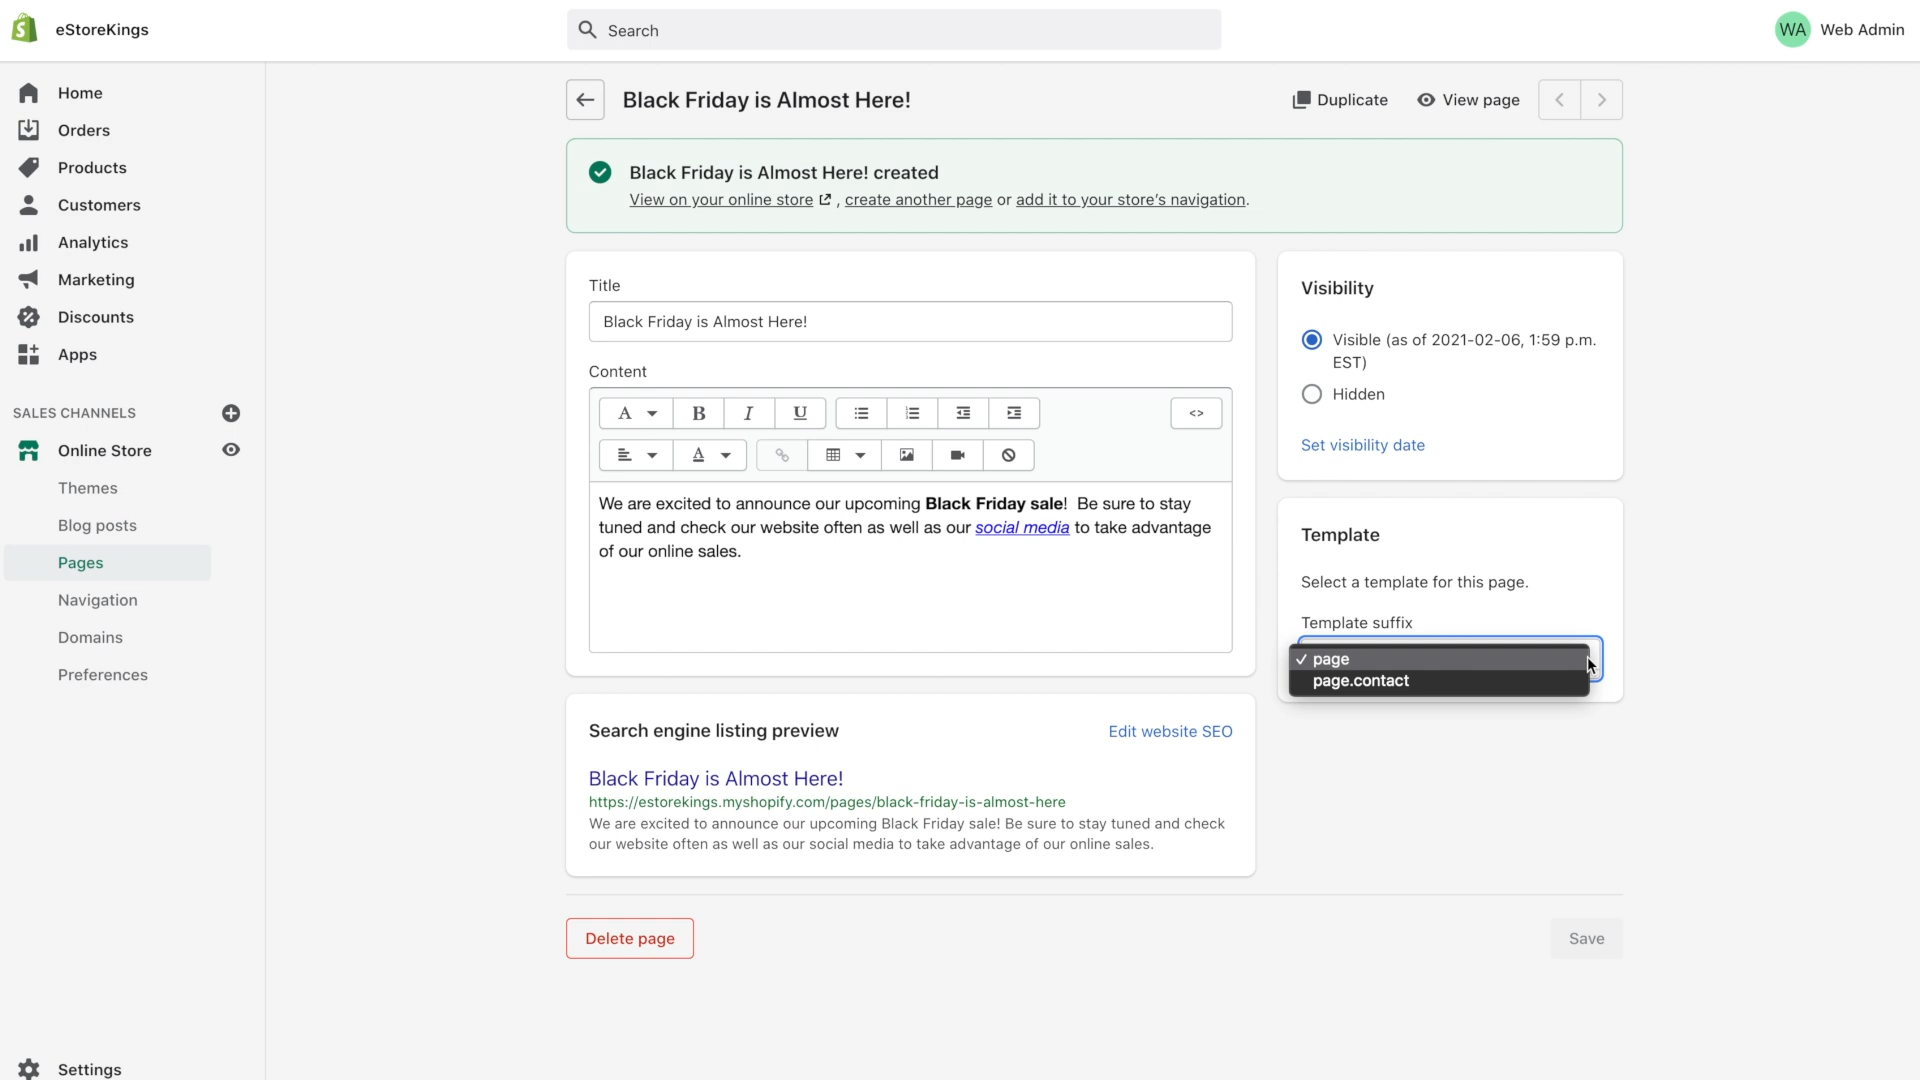 eStoreKings
Search
WA Web Admin
Home
Orders
Products
Customers
Analytics
Marketing
Discounts
Apps
SALES CHANNELS
Online Store
Themes
Blog posts
Pages
Navigation
Domains
Preferences
Settings
Black Friday is Almost Here!
Duplicate
View page
Black Friday is Almost Here! created
View on your online store , create another page or add it to your store’s navigation.
Title
Black Friday is Almost Here!
Content
A B I U <>
A
We are excited to announce our upcoming Black Friday sale! Be sure to stay
tuned and check our website often as well as our social media to take advantage
of our online sales.
Search engine listing preview
Edit website SEO
Black Friday is Almost Here!
https://estorekings.myshopify.com/pages/black-friday-is-almost-here
We are excited to announce our upcoming Black Friday sale! Be sure to stay tuned and check
our website often as well as our social media to take advantage of our online sales.
Visibility
Visible (as of 2021-02-06, 1:59 p.m.
EST)
Hidden
Set visibility date
Template
Select a template for this page.
Template suffix
✓ page
page.contact
Delete page
Save